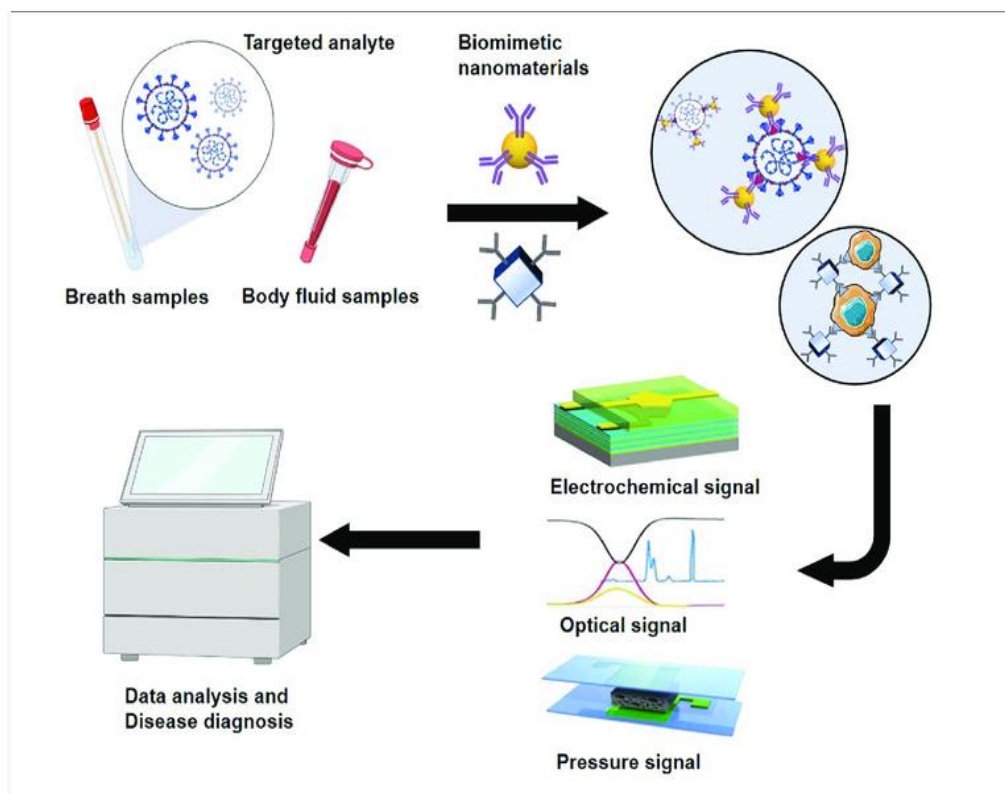 Targeted analyte
Biomimetic
nanomaterials
Breath samples
Body fluid samples
Electrochemical signal
Optical signal
Pressure signal
Data analysis and
Disease diagnosis